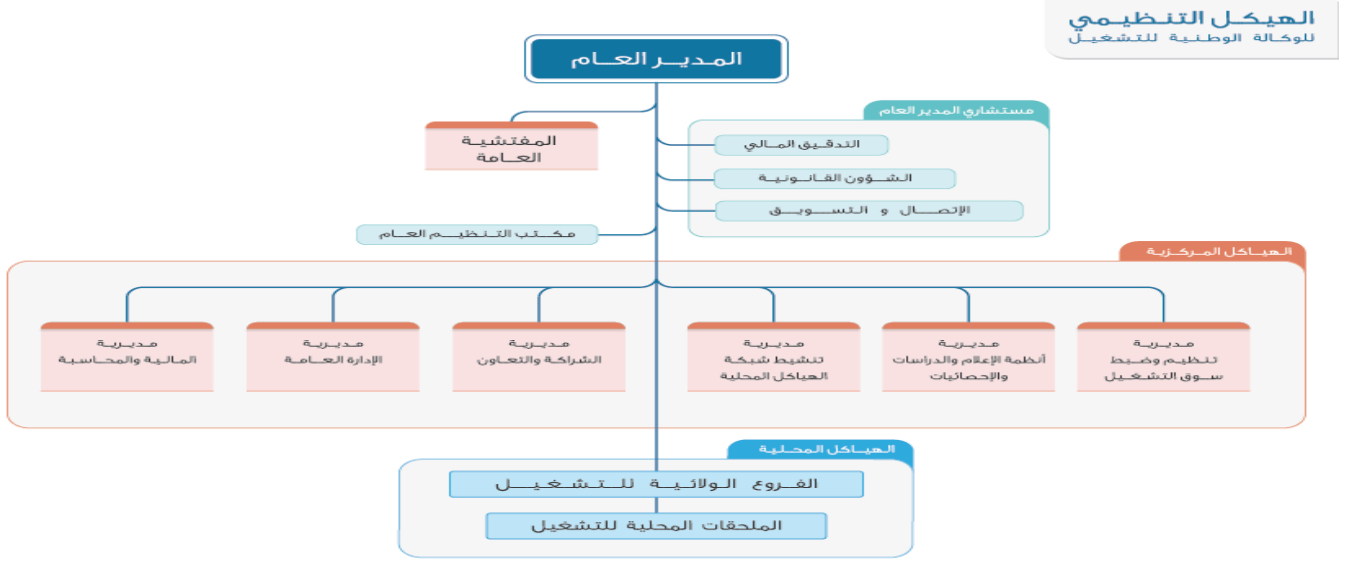 الهيكل التنظيمي
للوكالة الوطنية للتشغيل
المدير العام
مستشاري المدير العام
التدقيق المالي
الشؤون القانونية
الإتصال و التسويق
المفتشية
العامة
مكتب التنظيم العام
الهياكل المركزية
مديرية
تنظيم وضبط
سوق التشغيل
مديرية
أنظمة الإعلام والدراسات
والإحصائيات
مديرية
تنشيط شبكة
الهياكل المحلية
مديرية
الشراكة والتعاون
مديرية
الإدارة العامة
مديرية
المالية والمحاسبة
الهياكل المحلية
الفروع الولائية للتشغيل
الملحقات المحلية للتشغيل